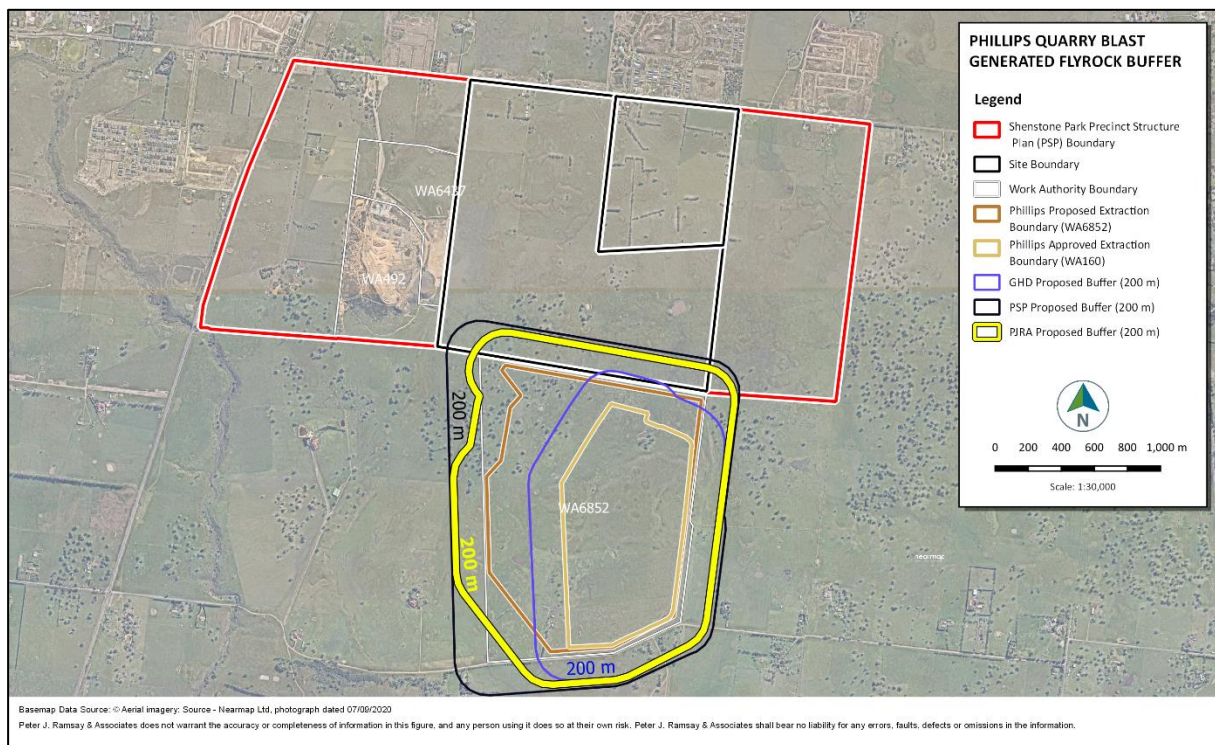 PHILLIPS QUARRY BLAST
GENERATED FLYROCK BUFFER
Legend
Shenstone Park Precinct Structure
Plan (PSP) Boundary
Site Boundary
Work Authority Boundary
Phillips Proposed Extraction
Boundary (WA6852)
Phillips Approved Extraction
Boundary (WA160)
GHD Proposed Buffer (200 m)
PSP Proposed Buffer (200 m)
PJRA Proposed Buffer (200 m)
N
0 200 400 600 800 1,000 m
Scale: 1:30,000
WA6437
WA492
200 m
WA6852
200 m
200 m
nearmap
Basemap Data Source: © Aerial imagery: Source - Nearmap Ltd, photograph dated 07/09/2020
Peter J. Ramsay & Associates does not warrant the accuracy or completeness of information in this figure, and any person using it does so at their own risk. Peter J. Ramsay & Associates shall bear no liability for any errors, faults, defects or omissions in the information.